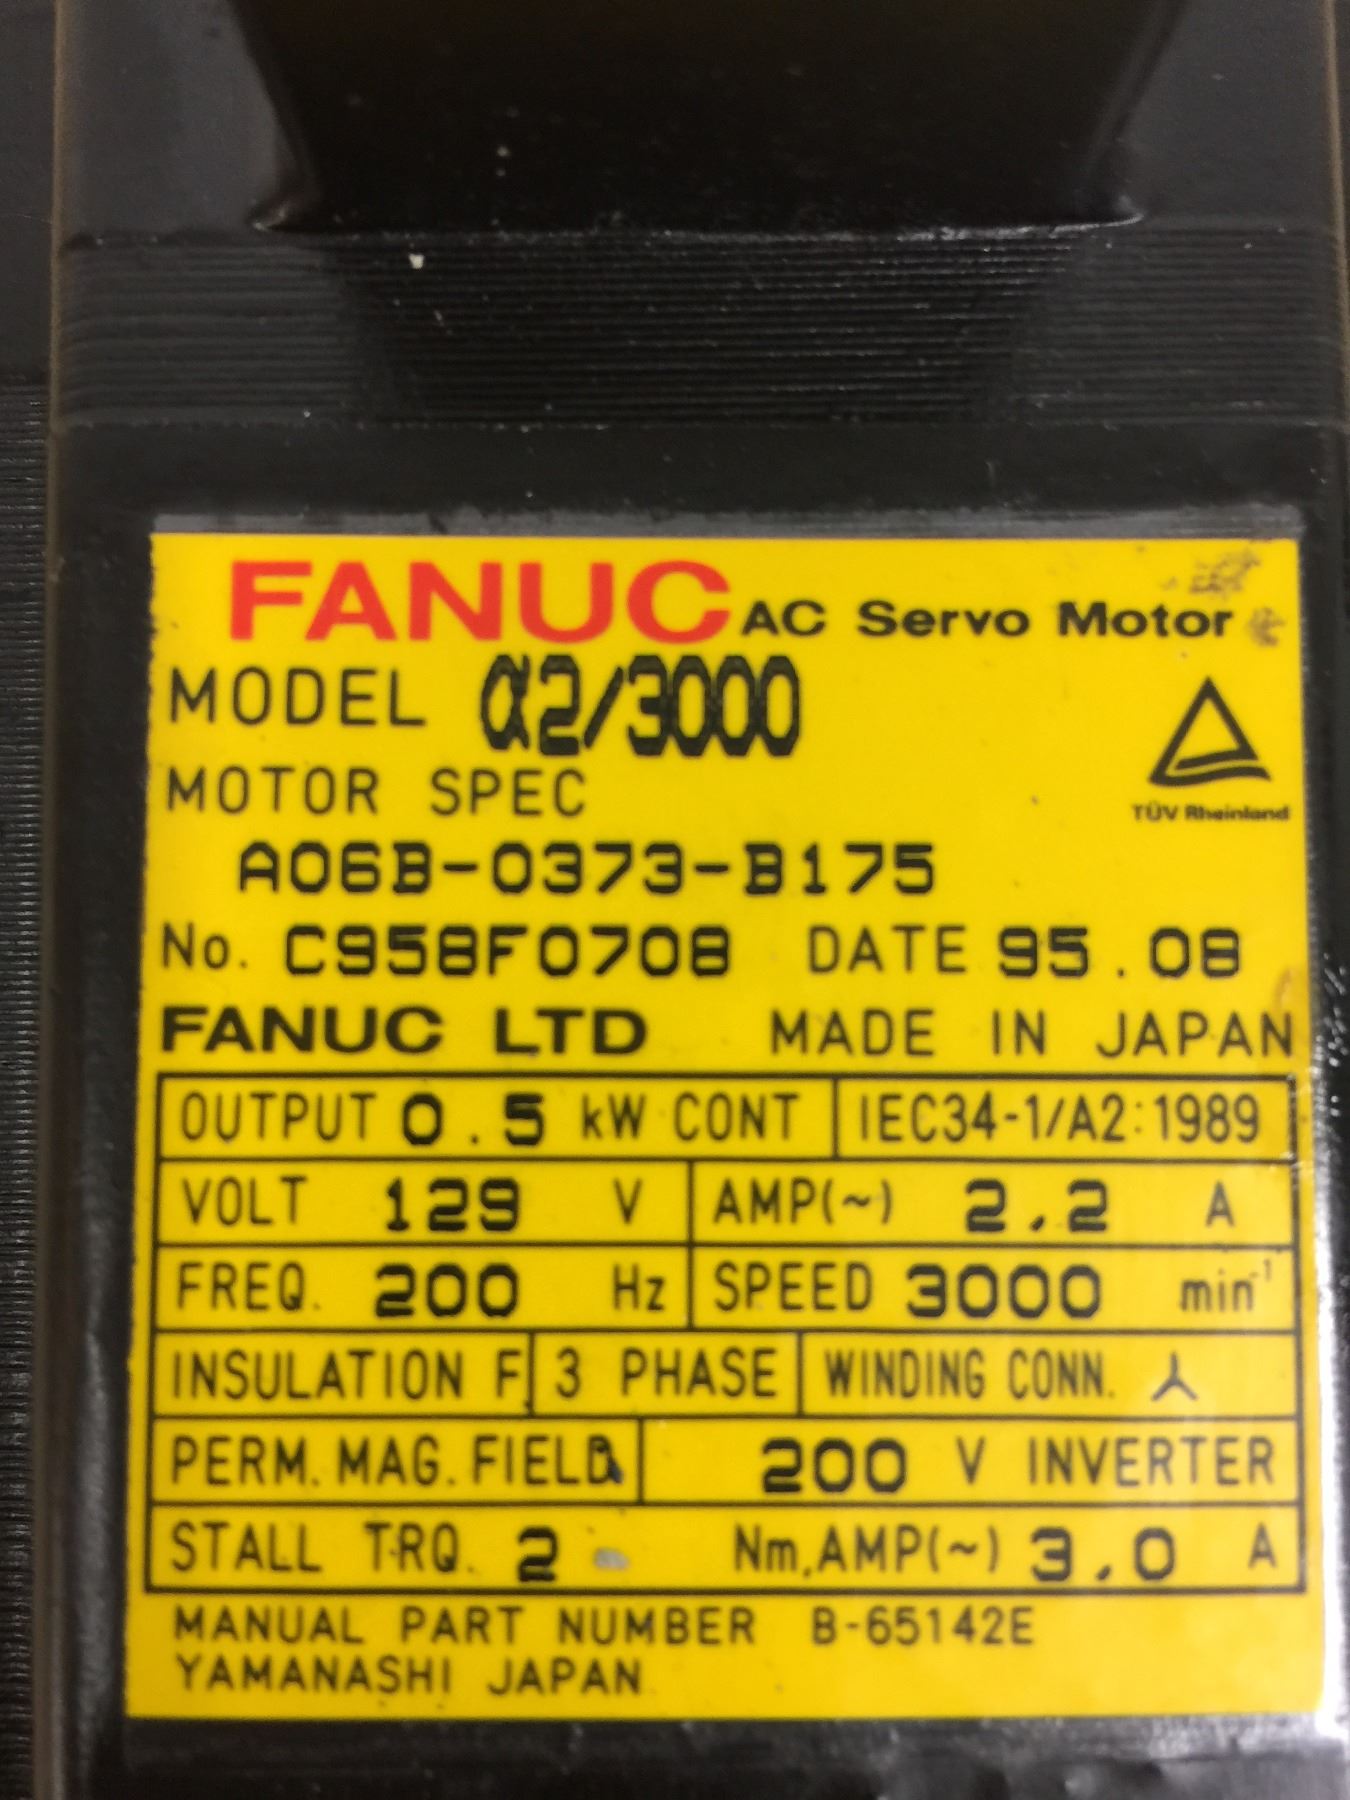 FANUC AC Servo Motor
MODEL α2/3000
TÜV Rheinland
MOTOR SPEC
A06B-0373-B175
No. C958F0708 DATE 95.08
FANUC LTD MADE IN JAPAN
OUTPUT 0.5 kW CONT IEC34-1/A2:1989
VOLT 129 V AMP(~) 2.2 A
FREQ. 200 Hz SPEED 3000 min⁻¹
INSULATION F 3 PHASE WINDING CONN.
PERM. MAG. FIELD 200 V INVERTER
STALL TRQ. 2 Nm, AMP(~) 3.0 A
MANUAL PART NUMBER B-65142E
YAMANASHI JAPAN